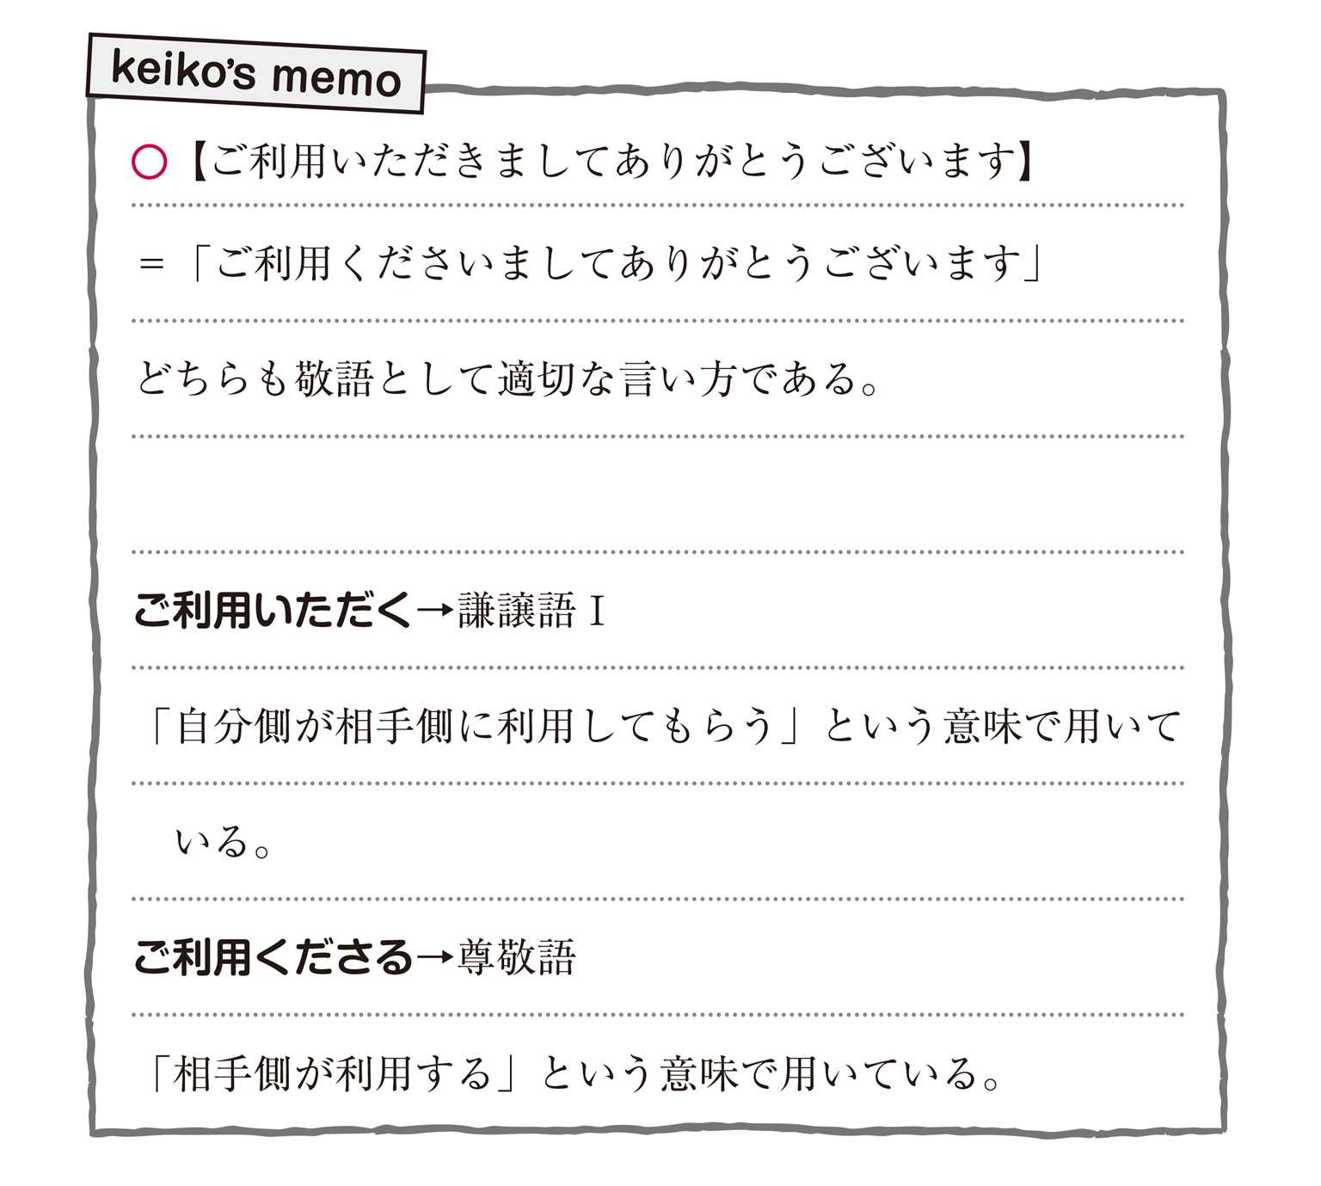 keiko's memo
○【ご利用いただきましてありがとうございます】
＝「ご利用くださいましてありがとうございます」
どちらも敬語として適切な言い方である。
ご利用いただく→謙譲語Ⅰ
「自分側が相手側に利用してもらう」という意味で用いて
いる。
ご利用くださる→尊敬語
「相手側が利用する」という意味で用いている。